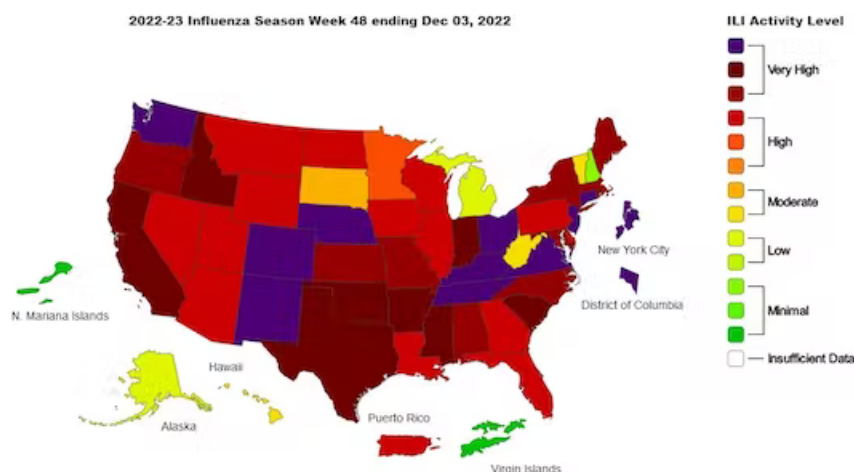 2022-23 Influenza Season Week 48 ending Dec 03, 2022
ILI Activity Level
Very High
High
Moderate
Low
Minimal
Insufficient Data
New York City
District of Columbia
N. Mariana Islands
Hawaii
Alaska
Puerto Rico
Virgin Islands